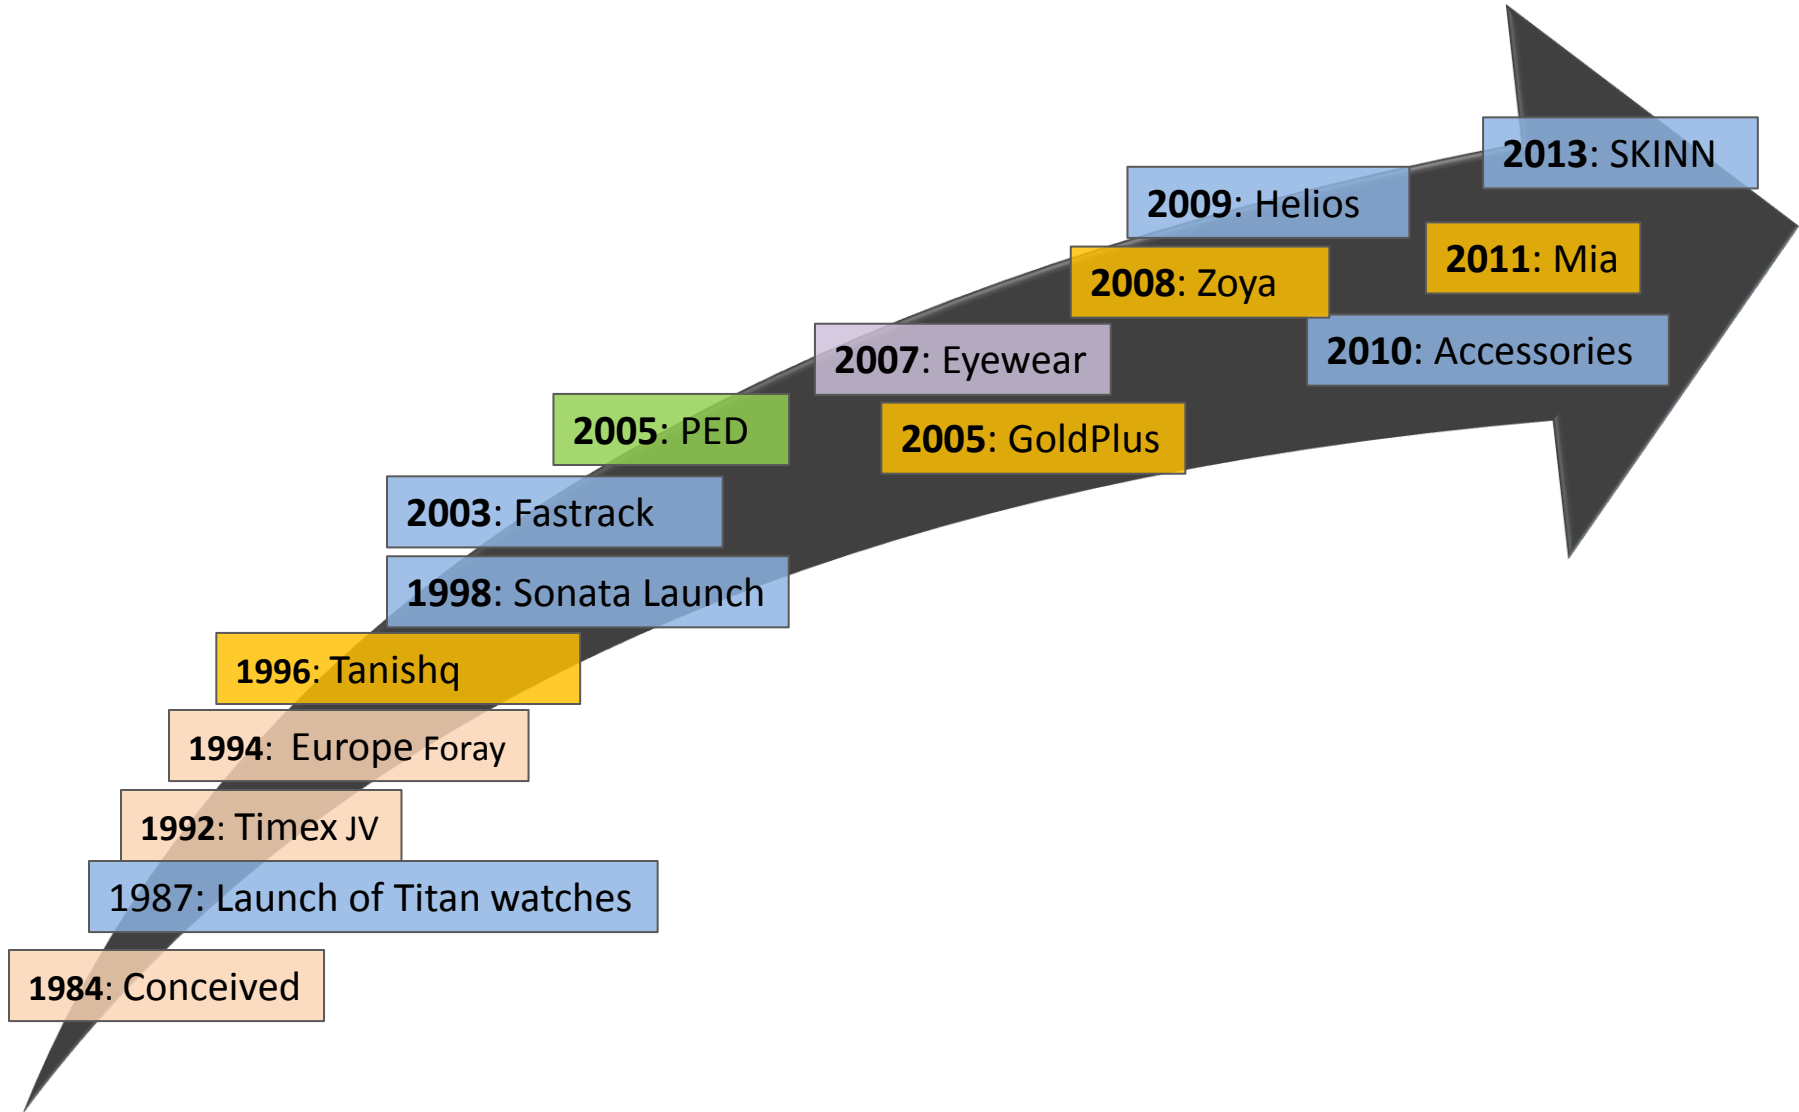 2013: SKINN
2009: Helios
2011: Mia
2008: Zoya
2010: Accessories
2007: Eyewear
2005: PED
2005: GoldPlus
2003: Fastrack
1998: Sonata Launch
1996: Tanishq
1994:  Europe Foray
1992: Timex JV
1987: Launch of Titan watches
1984: Conceived